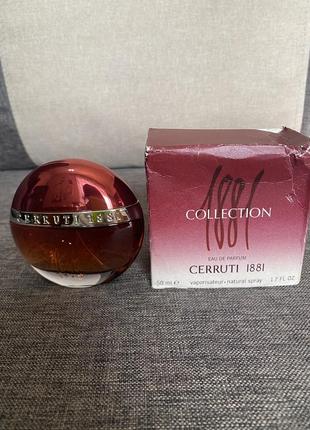 CERRUTI 1881
1881
COLLECTION
EAU DE PARFUM
CERRUTI 1881
50 ml e vaporisateur • natural spray 1.7 FL OZ